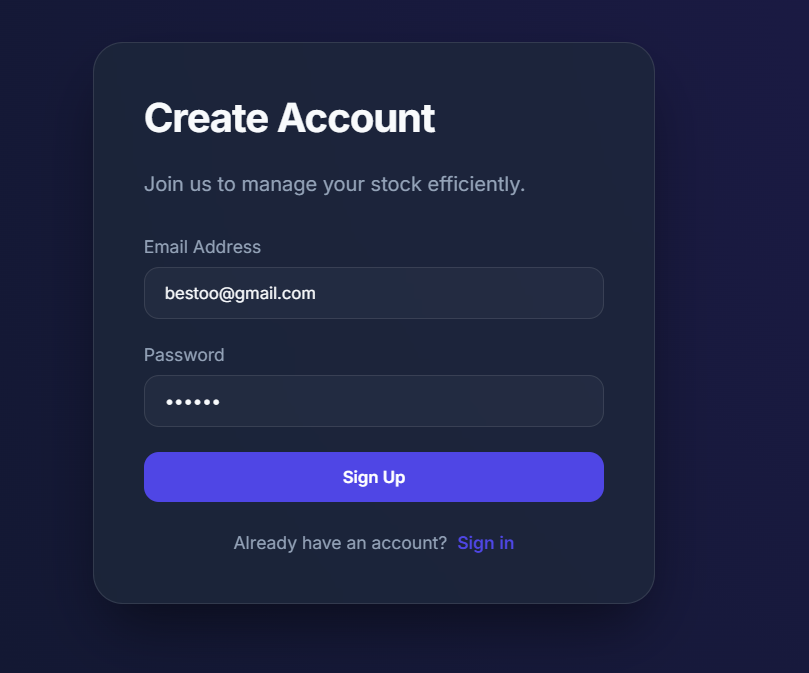 Create Account
Join us to manage your stock efficiently.
Email Address
bestoo@gmail.com
Password
••••••
Sign Up
Already have an account? Sign in